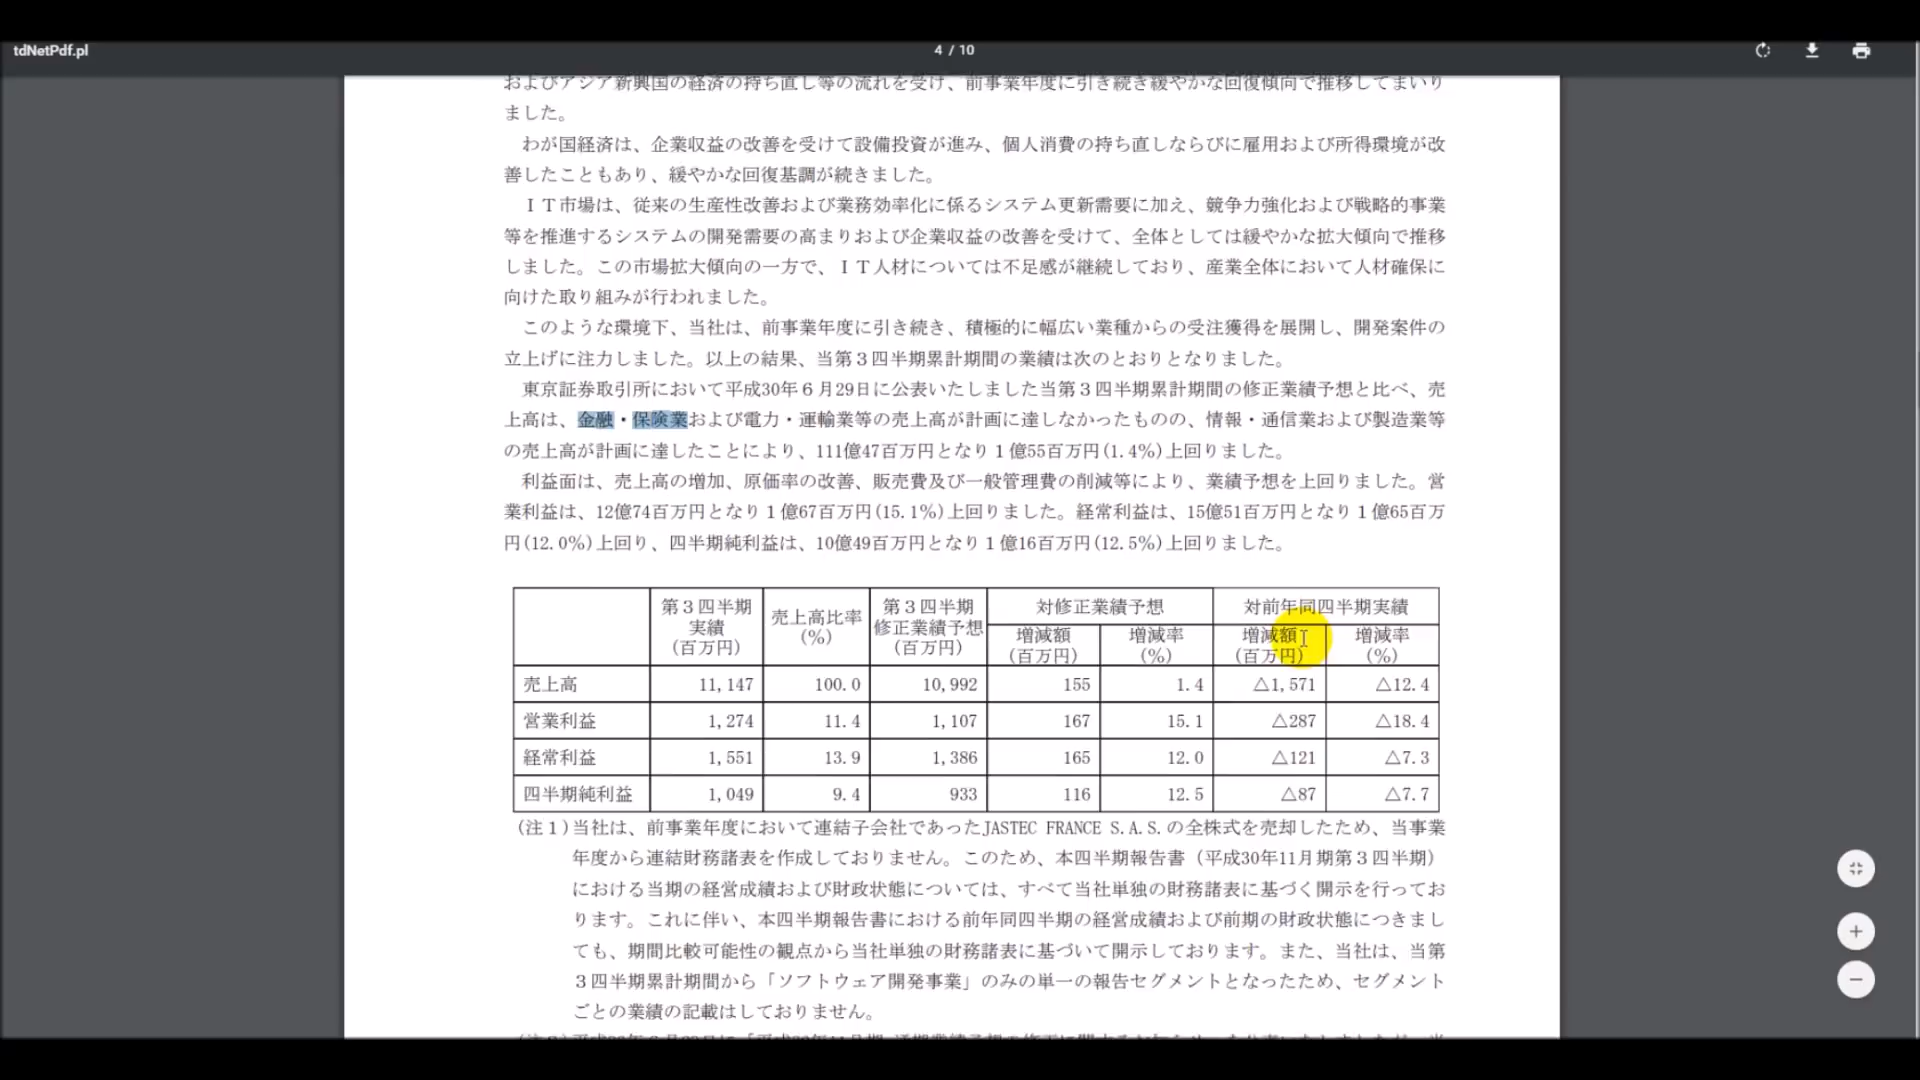 tdNetPdf.pl
4 / 10
およびアジア新興国の経済の持ち直し等の流れを受け、前事業年度に引き続き緩やかな回復傾向で推移してまいり
ました。
わが国経済は、企業収益の改善を受けて設備投資が進み、個人消費の持ち直しならびに雇用および所得環境が改
善したこともあり、緩やかな回復基調が続きました。
ＩＴ市場は、従来の生産性改善および業務効率化に係るシステム更新需要に加え、競争力強化および戦略的事業
等を推進するシステムの開発需要の高まりおよび企業収益の改善を受けて、全体としては緩やかな拡大傾向で推移
しました。この市場拡大傾向の一方で、ＩＴ人材については不足感が継続しており、産業全体において人材確保に
向けた取り組みが行われました。
このような環境下、当社は、前事業年度に引き続き、積極的に幅広い業種からの受注獲得を展開し、開発案件の
立上げに注力しました。以上の結果、当第３四半期累計期間の業績は次のとおりとなりました。
東京証券取引所において平成30年６月29日に公表いたしました当第３四半期累計期間の修正業績予想と比べ、売
上高は、金融・保険業および電力・運輸業等の売上高が計画に達しなかったものの、情報・通信業および製造業等
の売上高が計画に達したことにより、111億47百万円となり１億55百万円(1.4%)上回りました。
利益面は、売上高の増加、原価率の改善、販売費及び一般管理費の削減等により、業績予想を上回りました。営
業利益は、12億74百万円となり１億67百万円(15.1%)上回りました。経常利益は、15億51百万円となり１億65百万
円(12.0%)上回り、四半期純利益は、10億49百万円となり１億16百万円(12.5%)上回りました。
第３四半期 実績 (百万円) 売上高比率 (%) 第３四半期 修正業績予想 (百万円) 対修正業績予想 対前年同四半期実績
増減額 (百万円) 増減率 (%) 増減額 (百万円) 増減率 (%)
売上高 11,147 100.0 10,992 155 1.4 △1,571 △12.4
営業利益 1,274 11.4 1,107 167 15.1 △287 △18.4
経常利益 1,551 13.9 1,386 165 12.0 △121 △7.3
四半期純利益 1,049 9.4 933 116 12.5 △87 △7.7
(注１)当社は、前事業年度において連結子会社であったJASTEC FRANCE S.A.S.の全株式を売却したため、当事業
年度から連結財務諸表を作成しておりません。このため、本四半期報告書（平成30年11月期第３四半期）
における当期の経営成績および財政状態については、すべて当社単独の財務諸表に基づく開示を行ってお
ります。これに伴い、本四半期報告書における前年同四半期の経営成績および前期の財政状態につきまし
ても、期間比較可能性の観点から当社単独の財務諸表に基づいて開示しております。また、当社は、当第
３四半期累計期間から「ソフトウェア開発事業」のみの単一の報告セグメントとなったため、セグメント
ごとの業績の記載はしておりません。